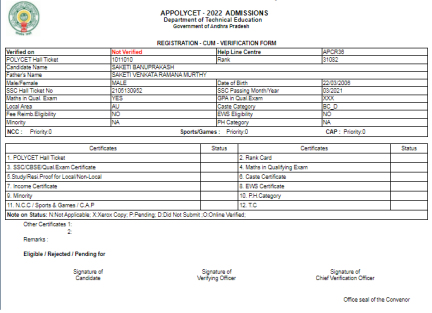 APPOLYCET - 2022 ADMISSIONS
Department of Technical Education
Government of Andhra Pradesh
REGISTRATION - CUM - VERIFICATION FORM
Verified on Not Verified Help Line Centre APCR36
POLYCET Hall Ticket 1011010 Rank 31082
Candidate Name SAKETI BANUPRAKASH
Father's Name SAKETI VENKATA RAMANA MURTHY
Male/Female MALE Date of Birth 22/03/2006
SSC Hall Ticket No 2105130952 SSC Passing Month/Year 03/2021
Maths in Qual. Exam YES GPA in Qual.Exam XXX
Local Area AU Caste Category BC_D
Fee Reimb.Eligibility NO EWS Eligibility NO
Minority NA PH Category NA
NCC : Priority:0 Sports/Games : Priority:0 CAP : Priority:0
Certificates Status Certificates Status
1. POLYCET Hall Ticket 2. Rank Card
3. SSC/CBSE/Qual.Exam Certificate 4. Maths in Qualifying Exam
5.Study/Resi.Proof for Local/Non-Local 6. Caste Certificate
7. Income Certificate 8. EWS Certificate
9. Minority 10. P.H.Category
11. N.C.C / Sports & Games / C.A.P 12. T.C
Note on Status: N:Not Applicable; X:Xerox Copy; P:Pending; D:Did Not Submit ;O:Online Verified;
Other Certificates 1:
2:
Remarks :
Eligible / Rejected / Pending for
Signature of Signature of Signature of
Candidate Verifying Officer Chief Verification Officer
Office seal of the Convenor